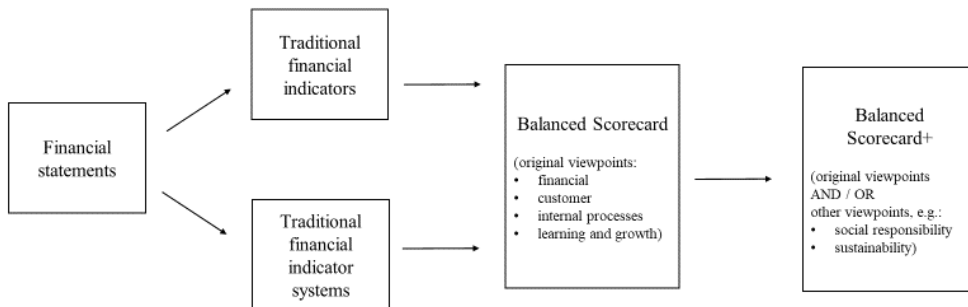 Financial
statements
Traditional
financial
indicators
Traditional
financial
indicator
systems
Balanced Scorecard
(original viewpoints:
• financial
• customer
• internal processes
• learning and growth)
Balanced
Scorecard+
(original viewpoints
AND / OR
other viewpoints, e.g.:
• social responsibility
• sustainability)